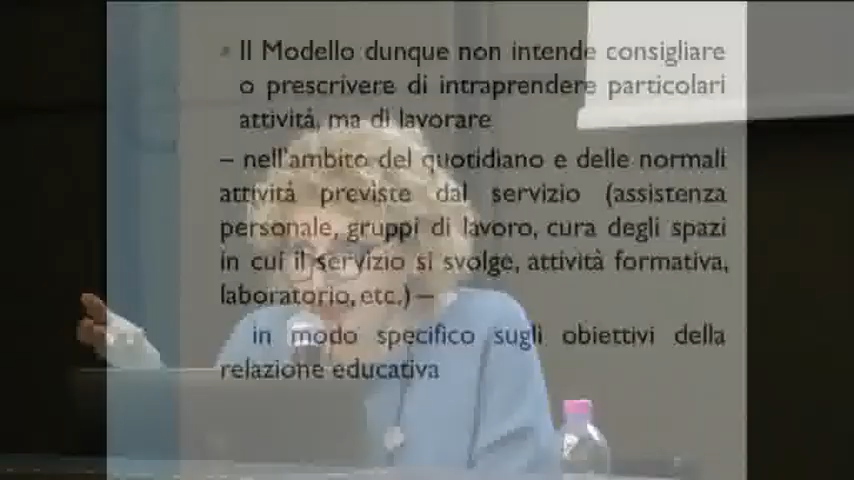 • Il Modello dunque non intende consigliare
o prescrivere di intraprendere particolari
attività, ma di lavorare
– nell'ambito del quotidiano e delle normali
attività previste dal servizio (assistenza
personale, gruppi di lavoro, cura degli spazi
in cui il servizio si svolge, attività formativa,
laboratorio, etc.) –
in modo specifico sugli obiettivi della
relazione educativa